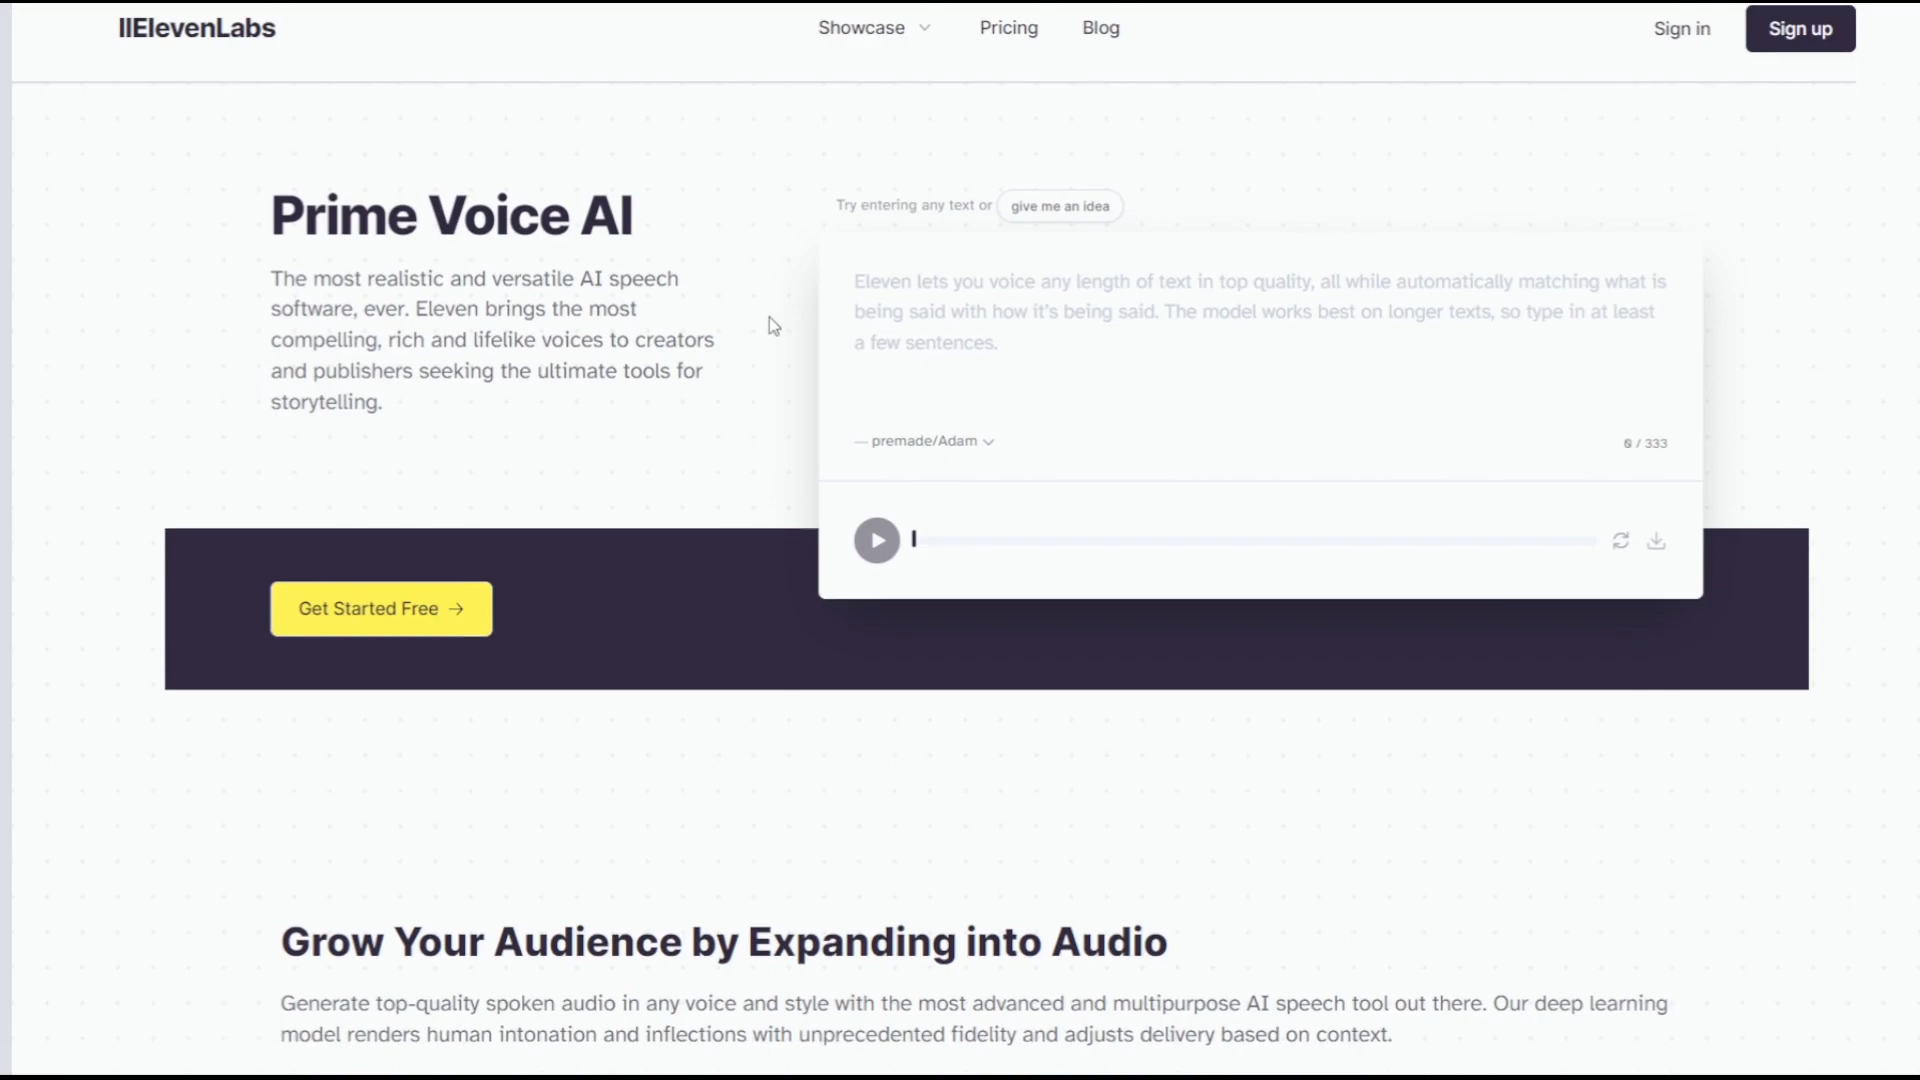 IIElevenLabs
Showcase
Pricing
Blog
Sign in
Sign up
Prime Voice AI
The most realistic and versatile AI speech
software, ever. Eleven brings the most
compelling, rich and lifelike voices to creators
and publishers seeking the ultimate tools for
storytelling.
Get Started Free →
Try entering any text or give me an idea
Eleven lets you voice any length of text in top quality, all while automatically matching what is
being said with how it's being said. The model works best on longer texts, so type in at least
a few sentences.
— premade/Adam
0 / 333
Grow Your Audience by Expanding into Audio
Generate top-quality spoken audio in any voice and style with the most advanced and multipurpose AI speech tool out there. Our deep learning
model renders human intonation and inflections with unprecedented fidelity and adjusts delivery based on context.